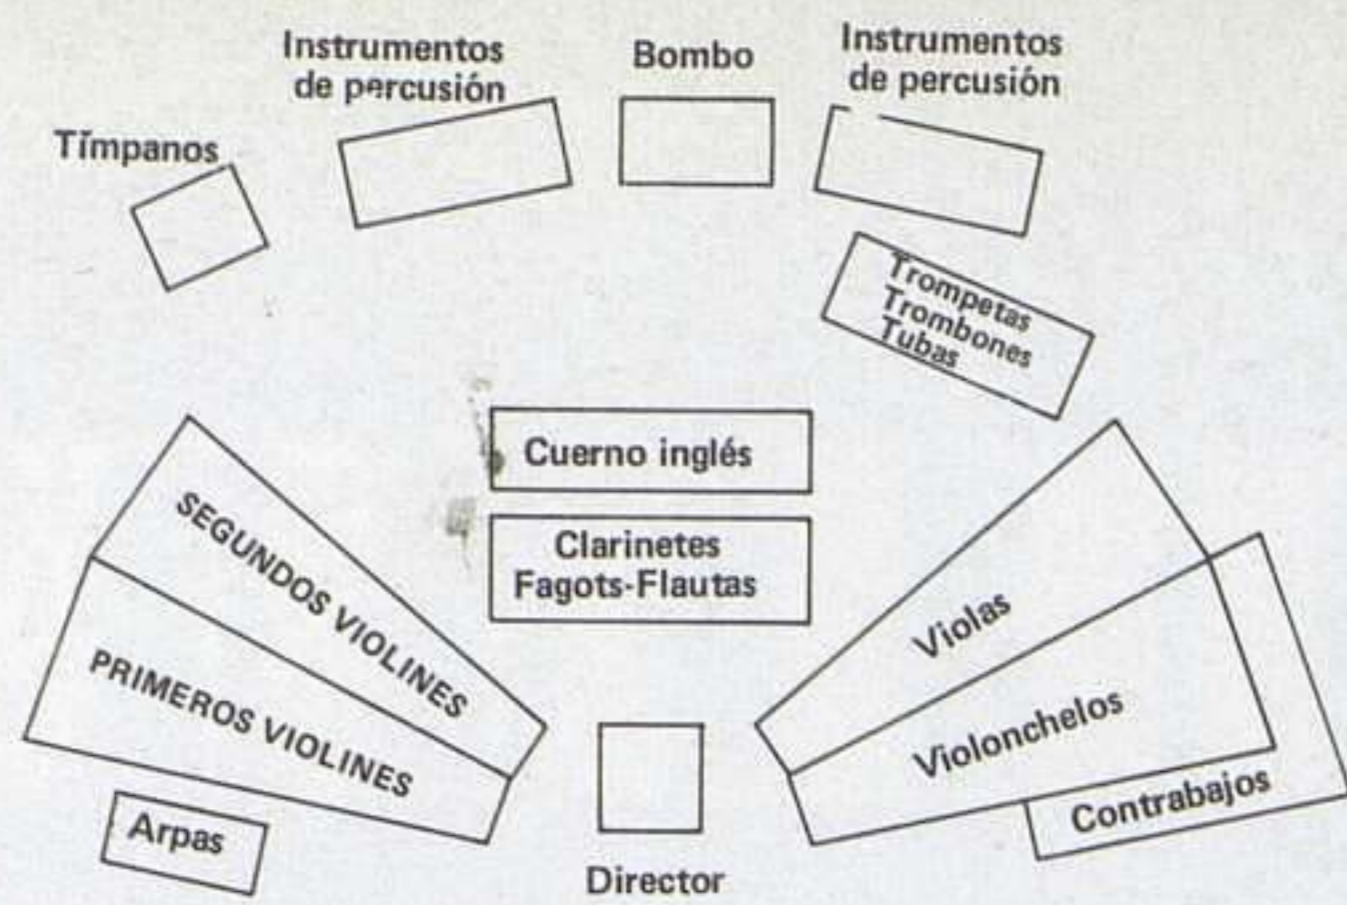 Instrumentos
de percusión
Bombo
Instrumentos
de percusión
Tímpanos
Trompetas
Trombones
Tubas
Cuerno inglés
Clarinetes
Fagots-Flautas
SEGUNDOS VIOLINES
PRIMEROS VIOLINES
Arpas
Violas
Violonchelos
Contrabajos
Director